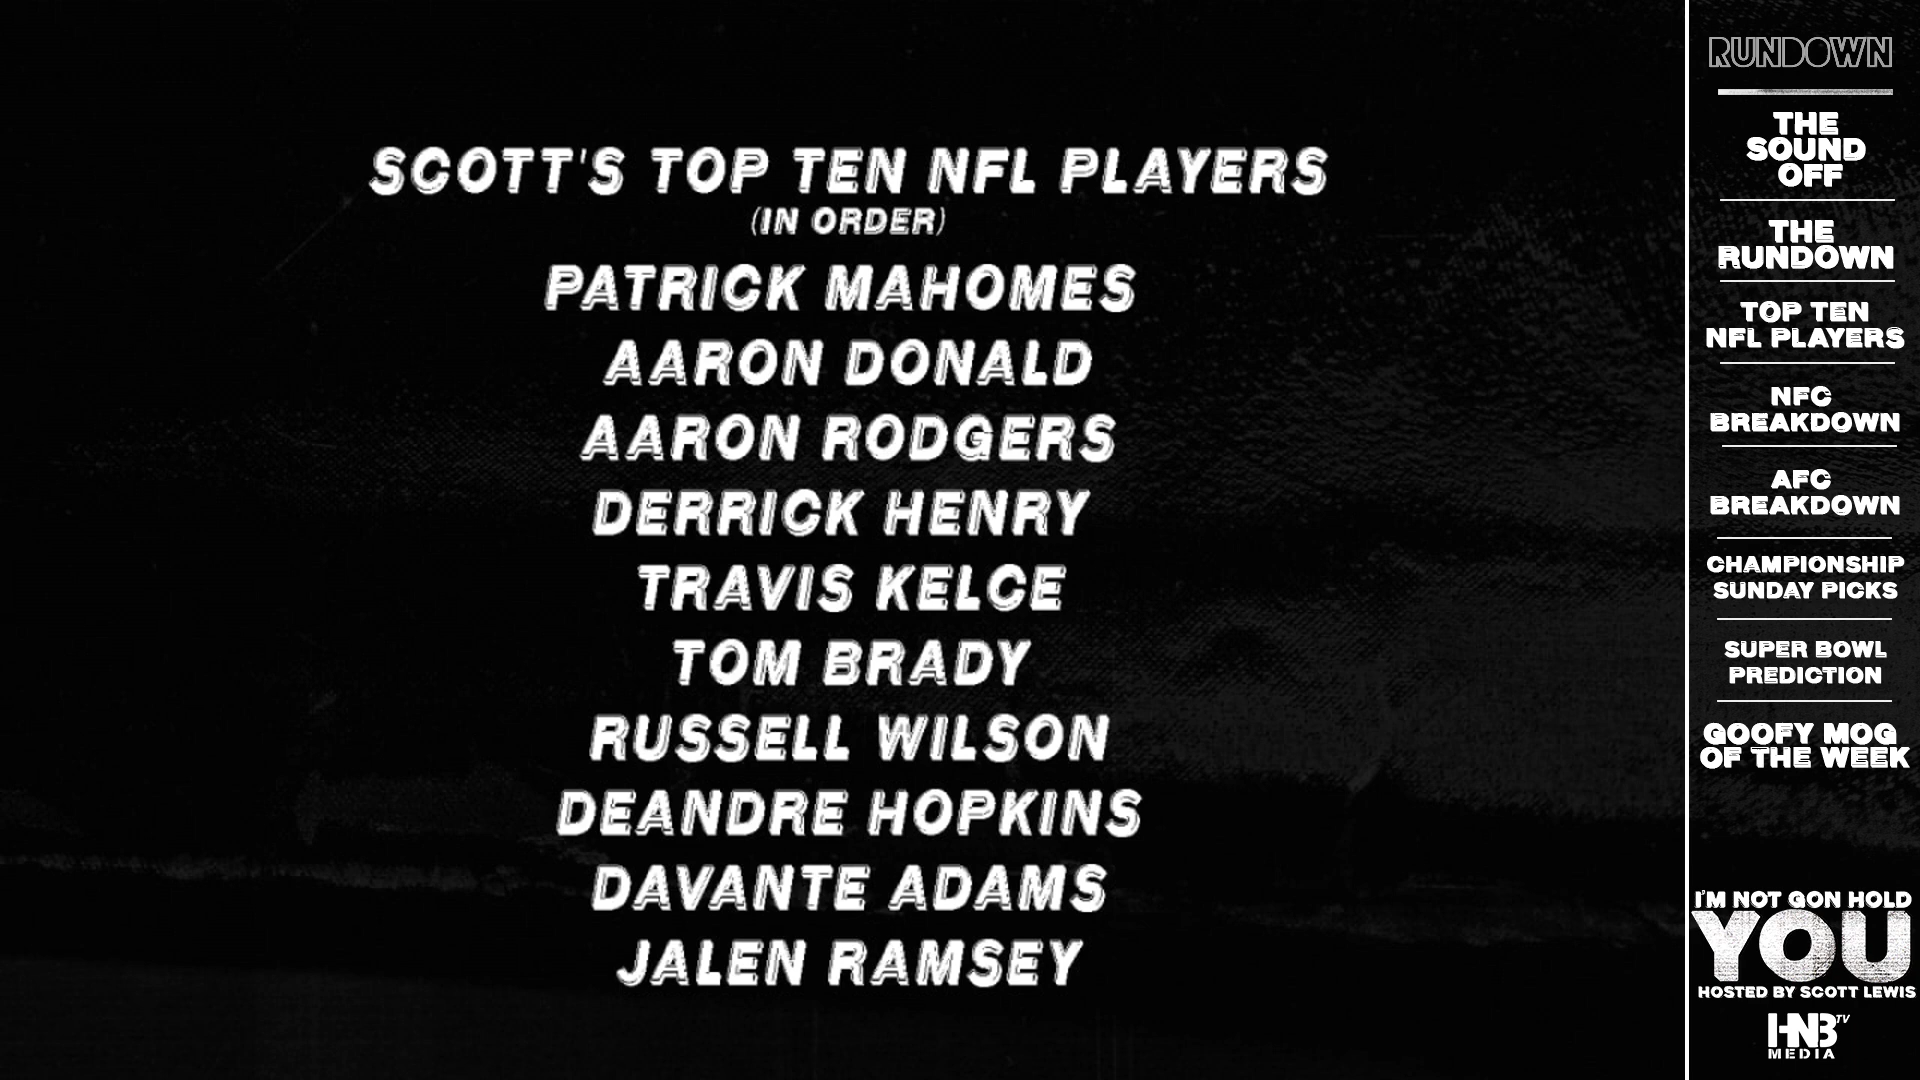 SCOTT'S TOP TEN NFL PLAYERS
(IN ORDER)
PATRICK MAHOMES
AARON DONALD
AARON RODGERS
DERRICK HENRY
TRAVIS KELCE
TOM BRADY
RUSSELL WILSON
DEANDRE HOPKINS
DAVANTE ADAMS
JALEN RAMSEY
RUNDOWN
THE
SOUND
OFF
THE
RUNDOWN
TOP TEN
NFL PLAYERS
NFC
BREAKDOWN
AFC
BREAKDOWN
CHAMPIONSHIP
SUNDAY PICKS
SUPER BOWL
PREDICTION
GOOFY MOG
OF THE WEEK
I'M NOT GON HOLD
YOU
HOSTED BY SCOTT LEWIS
HNB TV
MEDIA